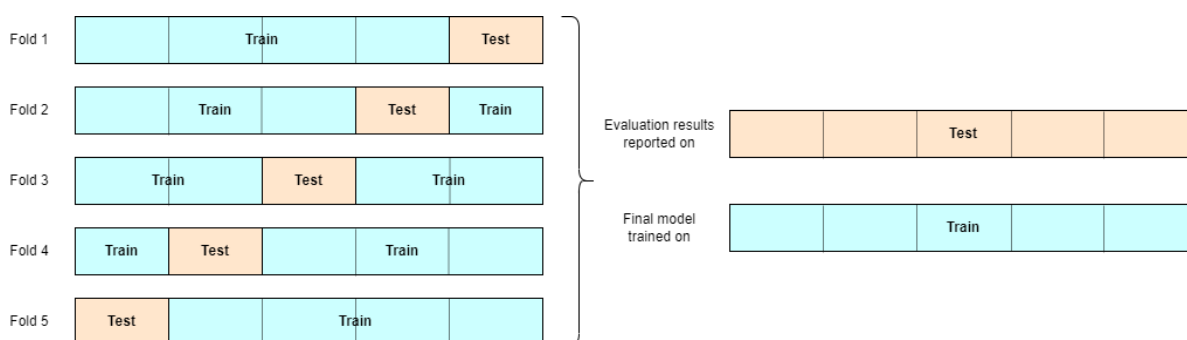 Fold 1
Train
Test
Fold 2
Train
Test
Train
Fold 3
Train
Test
Train
Fold 4
Train
Test
Train
Fold 5
Test
Train
Evaluation results
reported on
Test
Final model
trained on
Train